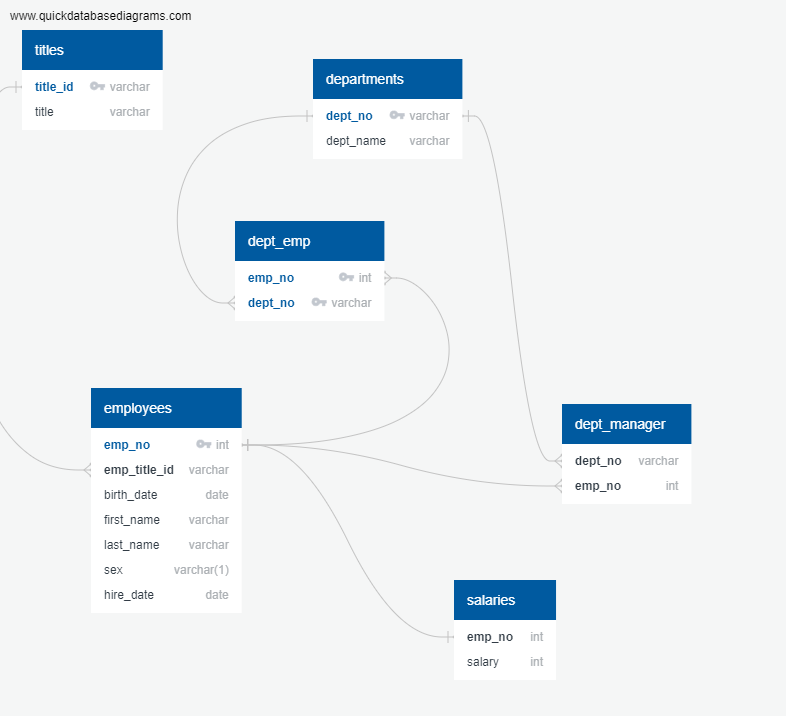 www.quickdatabasediagrams.com
titles
title_id varchar
title varchar
departments
dept_no varchar
dept_name varchar
dept_emp
emp_no int
dept_no varchar
employees
emp_no int
emp_title_id varchar
birth_date date
first_name varchar
last_name varchar
sex varchar(1)
hire_date date
dept_manager
dept_no varchar
emp_no int
salaries
emp_no int
salary int